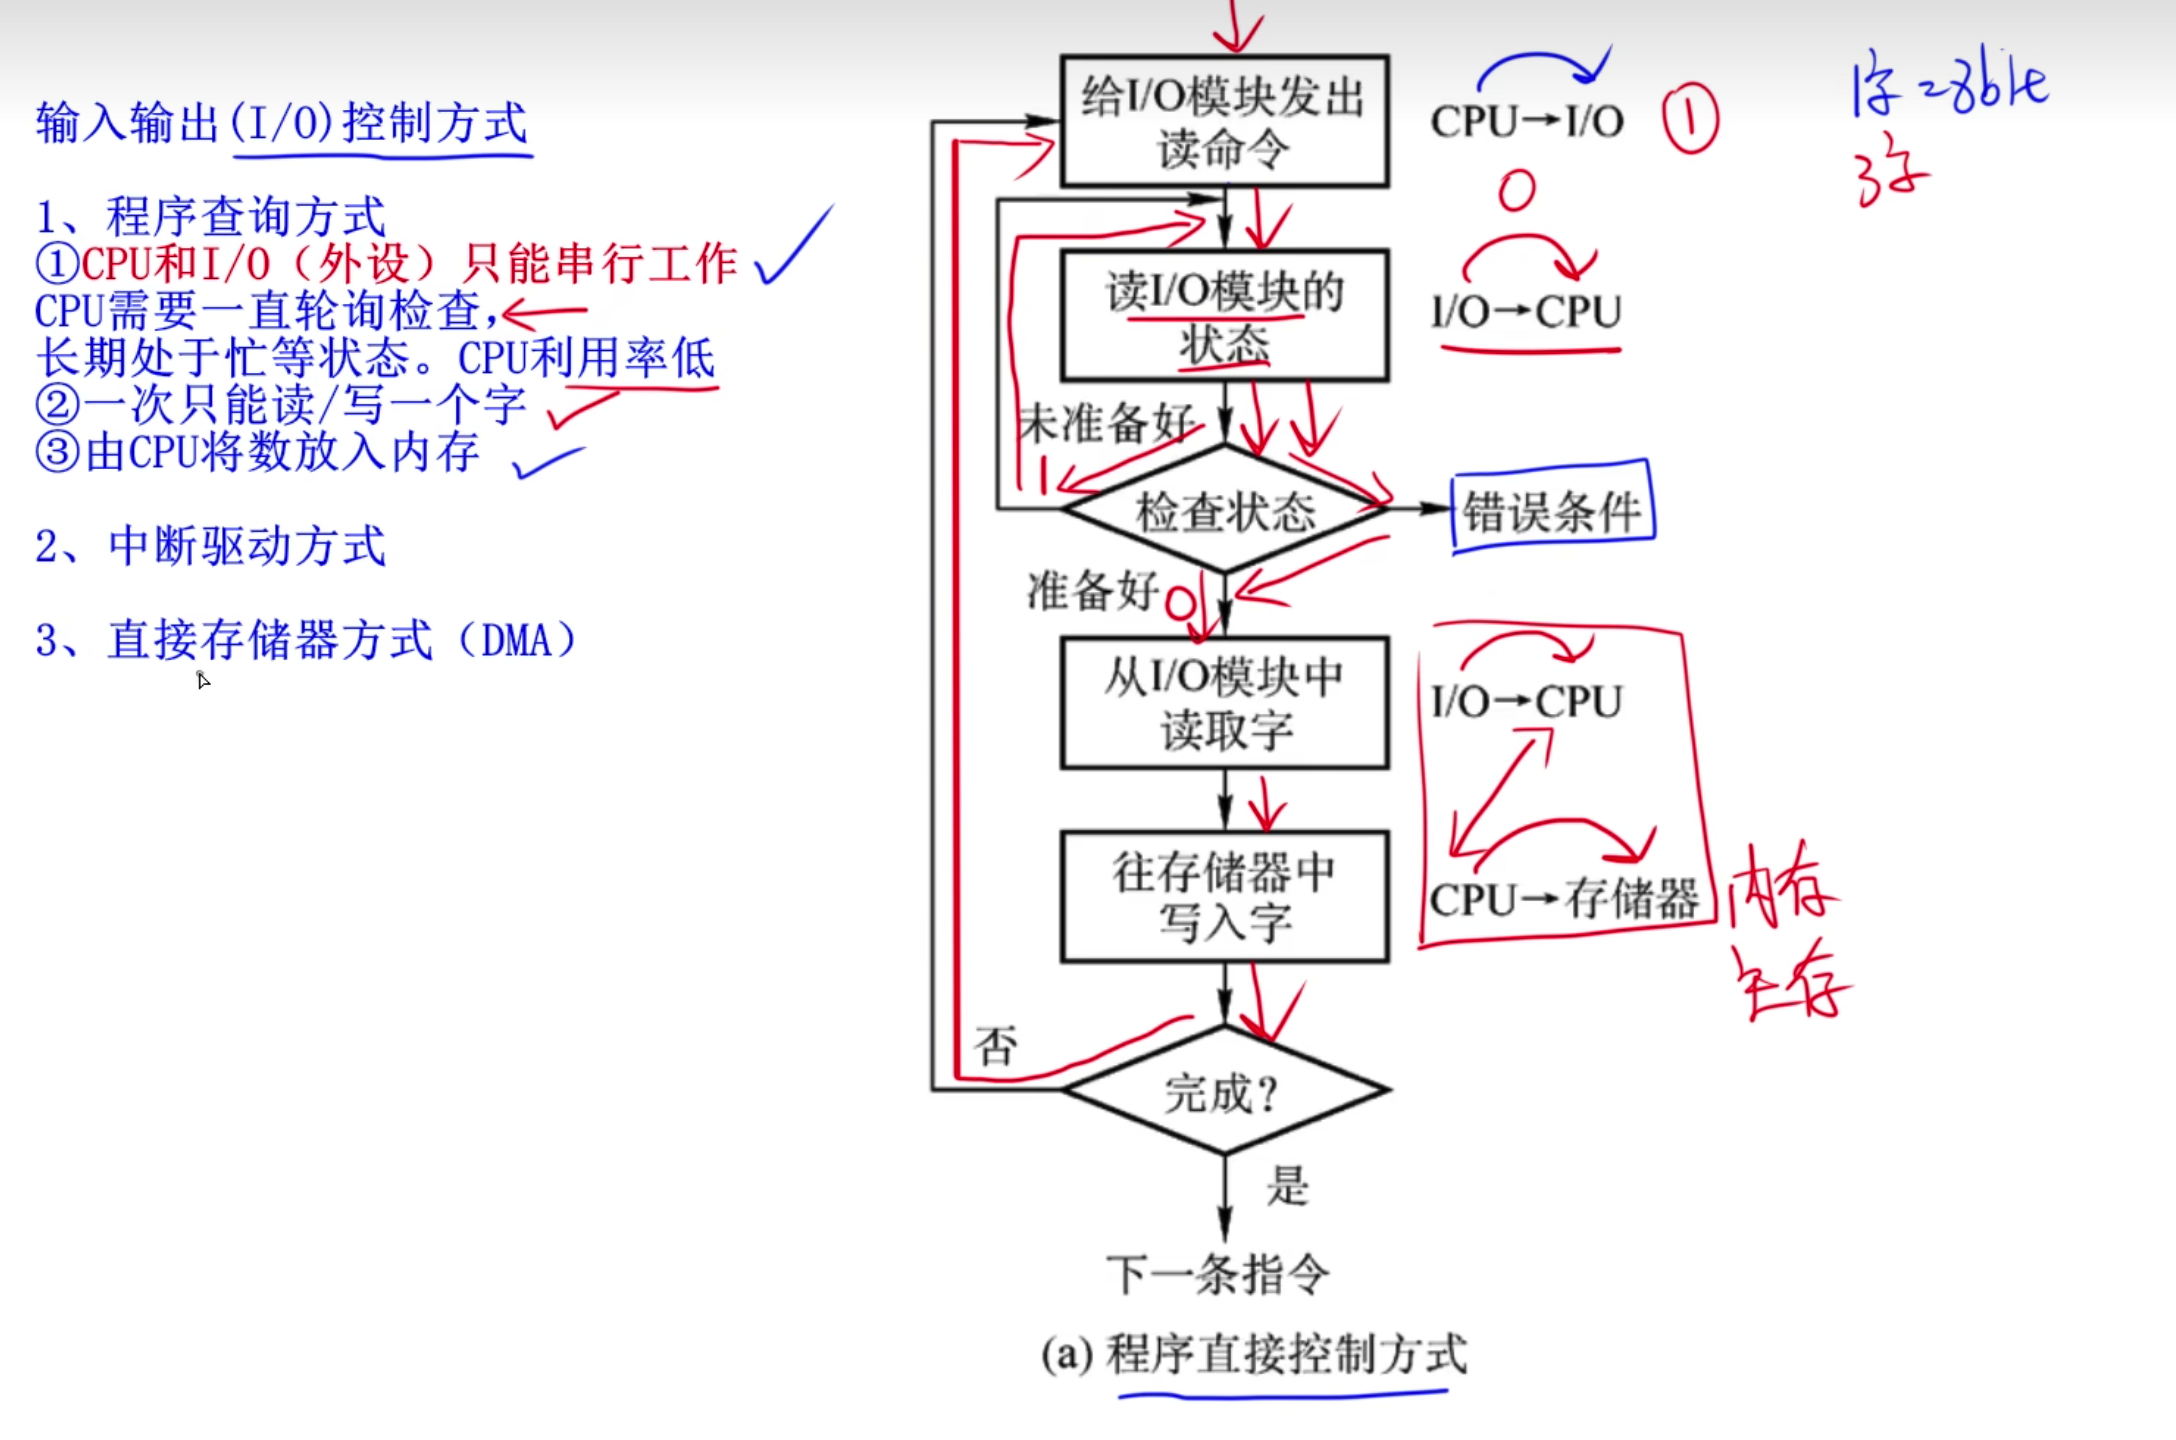 输入输出(I/O)控制方式
1、程序查询方式
①CPU和I/O（外设）只能串行工作
CPU需要一直轮询检查，
长期处于忙等状态。CPU利用率低
②一次只能读/写一个字
③由CPU将数放入内存
2、中断驱动方式
3、直接存储器方式（DMA）
给I/O模块发出
读命令
CPU→I/O
①
0
读I/O模块的
状态
I/O→CPU
未准备好
1
检查状态
错误条件
准备好
0
从I/O模块中
读取字
I/O→CPU
往存储器中
写入字
CPU→存储器
内存
主存
否
完成?
是
下一条指令
(a) 程序直接控制方式
3字